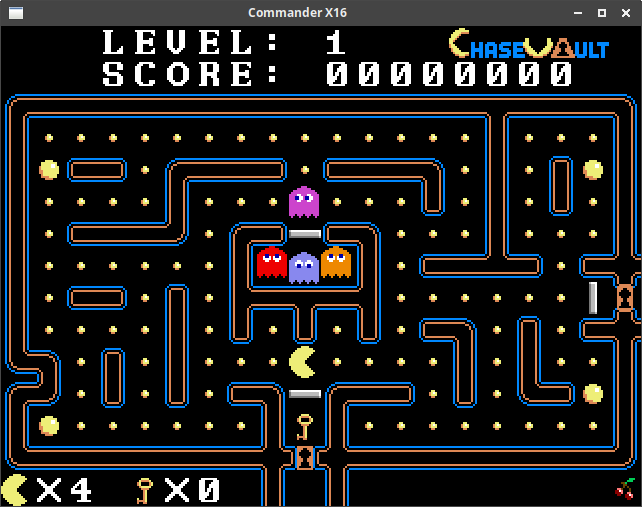 Commander X16
LEVEL: 1
CHASEVAULT
SCORE: 00000000
X4
X0